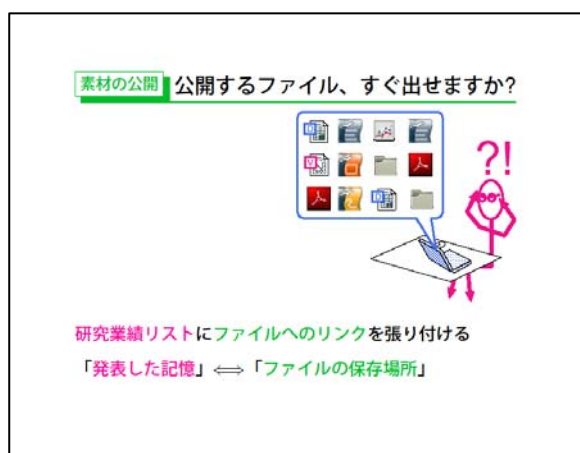 素材の公開 公開するファイル、すぐ出せますか?
?!
研究業績リストにファイルへのリンクを張り付ける
「発表した記憶」⟺「ファイルの保存場所」